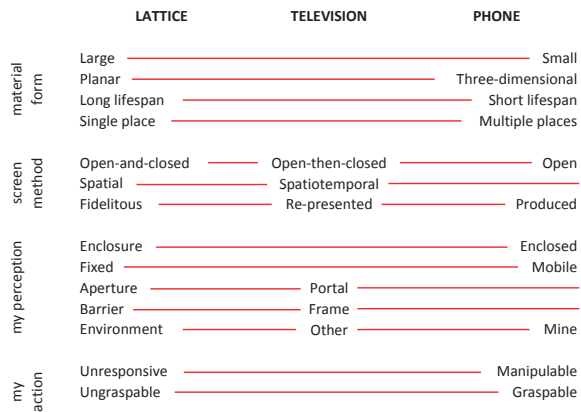 LATTICE TELEVISION PHONE
material form
Large Small
Planar Three-dimensional
Long lifespan Short lifespan
Single place Multiple places
screen method
Open-and-closed Open-then-closed Open
Spatial Spatiotemporal
Fidelitous Re-presented Produced
my perception
Enclosure Enclosed
Fixed Mobile
Aperture Portal
Barrier Frame
Environment Other Mine
my action
Unresponsive Manipulable
Ungraspable Graspable